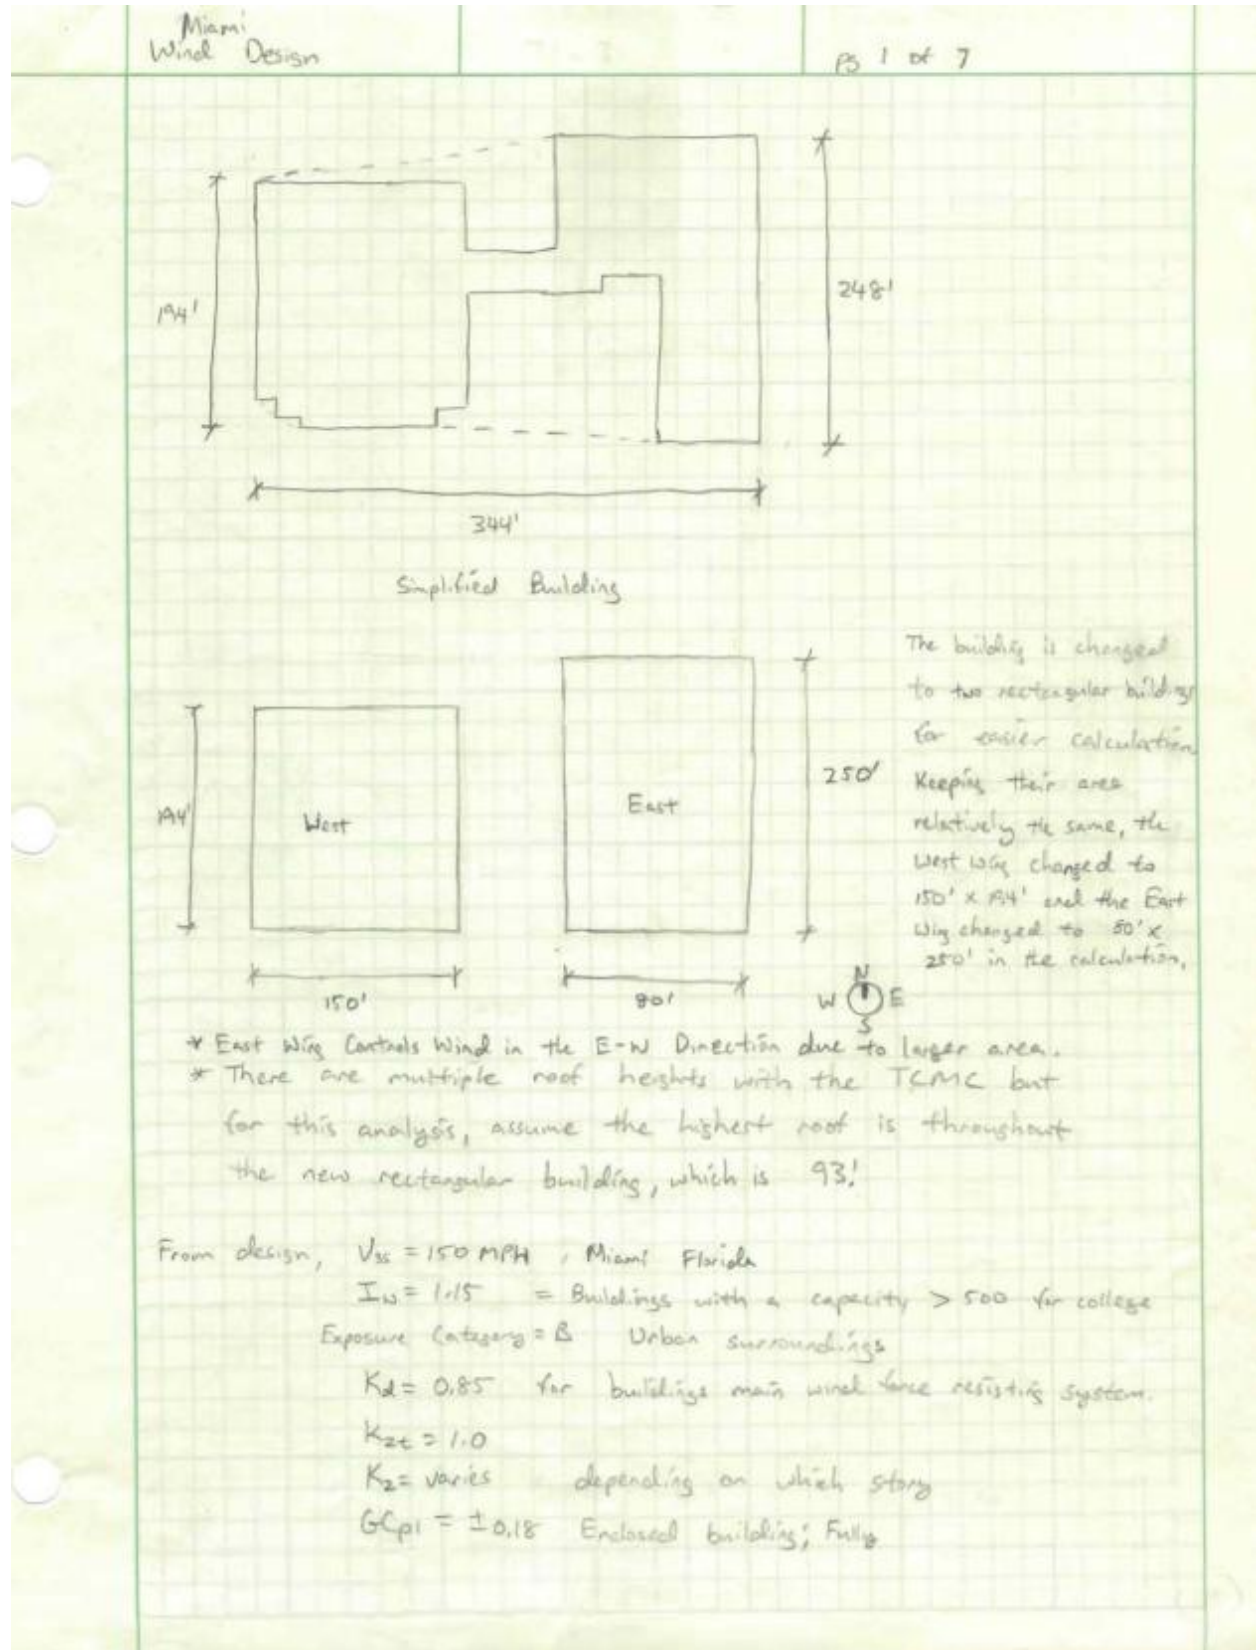 Miami
Wind Design
Pg 1 of 7
194'
248'
344'
Simplified Building
The building is changed
to two rectangular buildings
for easier calculation.
Keeping their area
relatively the same, the
West Wing changed to
150' x 194' and the East
Wing changed to 80' x
250' in the calculation.
194'
West
East
250'
150'
80'
N
W E
S
* East Wing Controls Wind in the E-W Direction due to larger area.
* There are multiple roof heights with the TCMC but
for this analysis, assume the highest roof is throughout
the new rectangular building, which is 93'
From design, V3s = 150 MPH , Miami Florida
Iw = 1.15 = Buildings with a capacity > 500 for college
Exposure Category = B Urban surroundings
Kd = 0.85 for buildings main wind force resisting system.
Kzt = 1.0
Kz = varies depending on which story
GCpi = ±0.18 Enclosed building; Fully